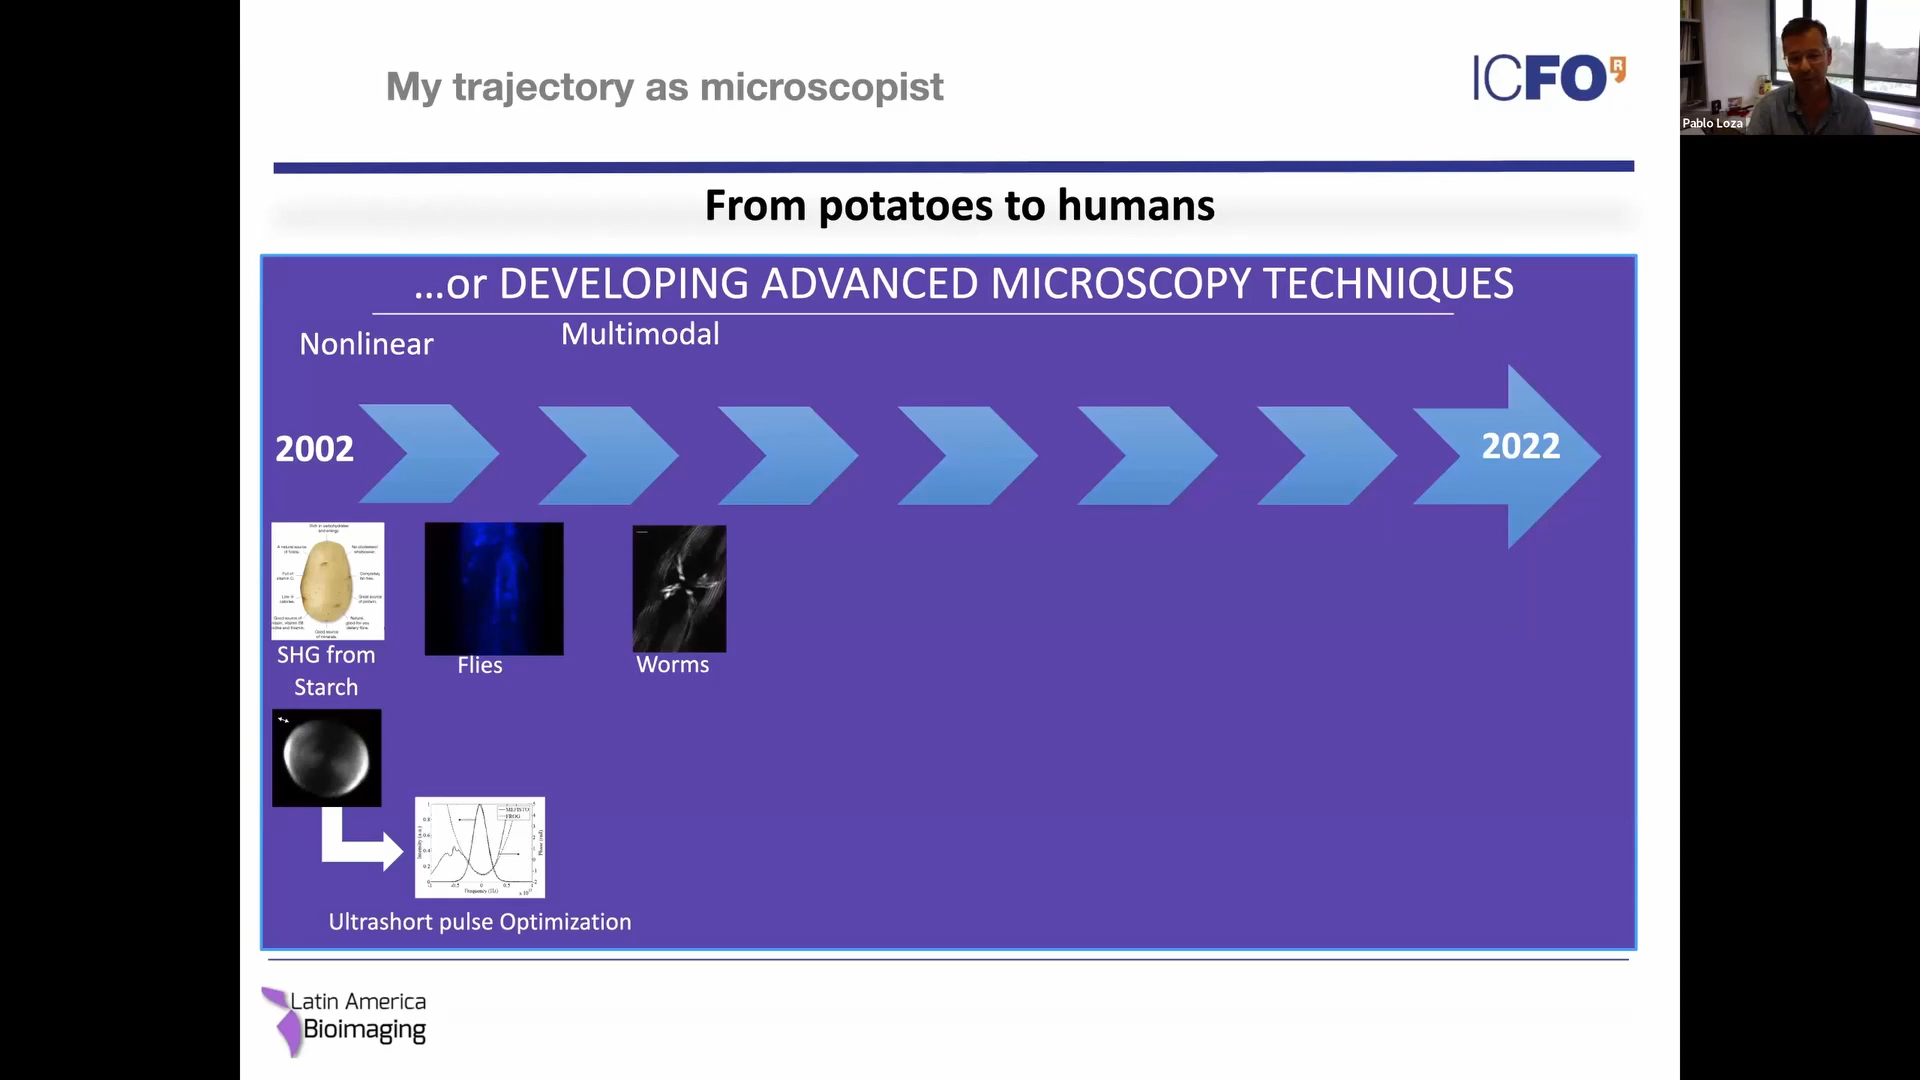 My trajectory as microscopist
ICFOR
Pablo Loza
From potatoes to humans
...or DEVELOPING ADVANCED MICROSCOPY TECHNIQUES
Nonlinear
Multimodal
2002
2022
SHG from
Starch
Flies
Worms
Ultrashort pulse Optimization
Latin America
Bioimaging